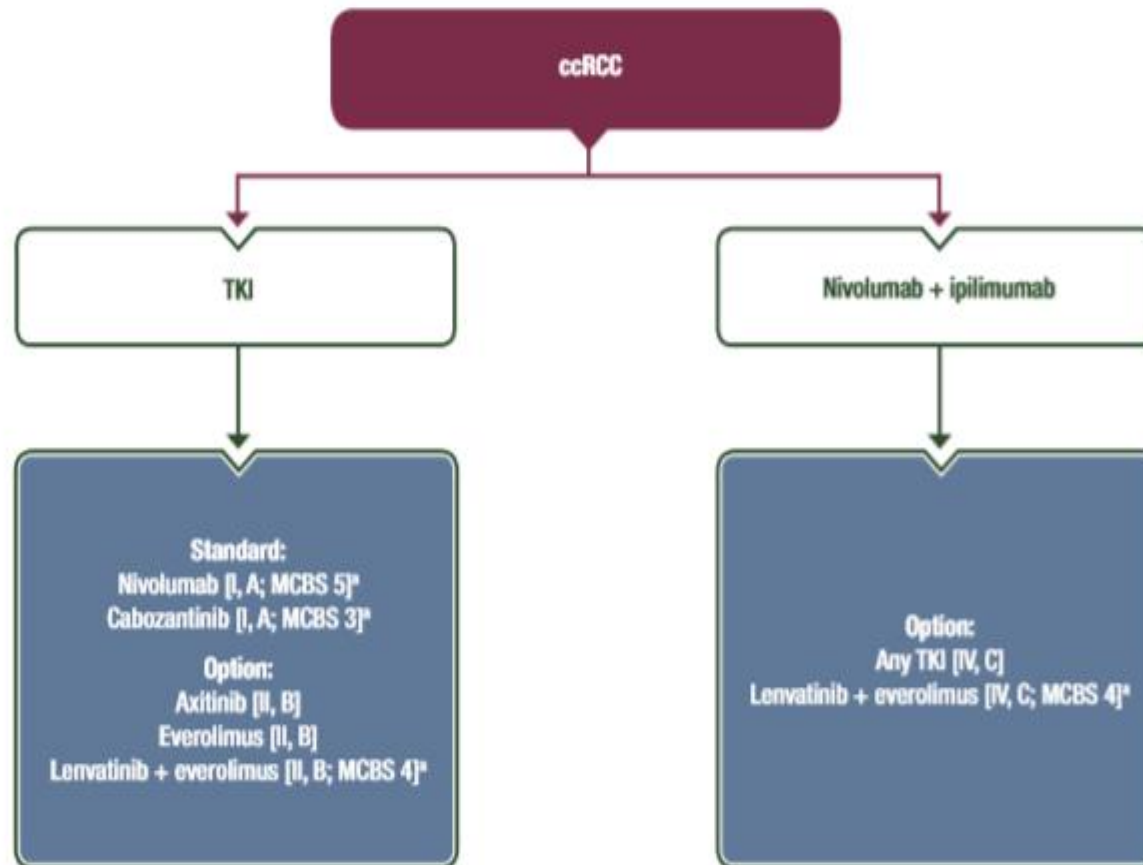 ccRCC
TKI
Nivolumab + ipilimumab
Standard:
Nivolumab [I, A; MCBS 5]ᵃ
Cabozantinib [I, A; MCBS 3]ᵃ
Option:
Axitinib [II, B]
Everolimus [II, B]
Lenvatinib + everolimus [II, B; MCBS 4]ᵃ
Option:
Any TKI [IV, C]
Lenvatinib + everolimus [IV, C; MCBS 4]ᵃ